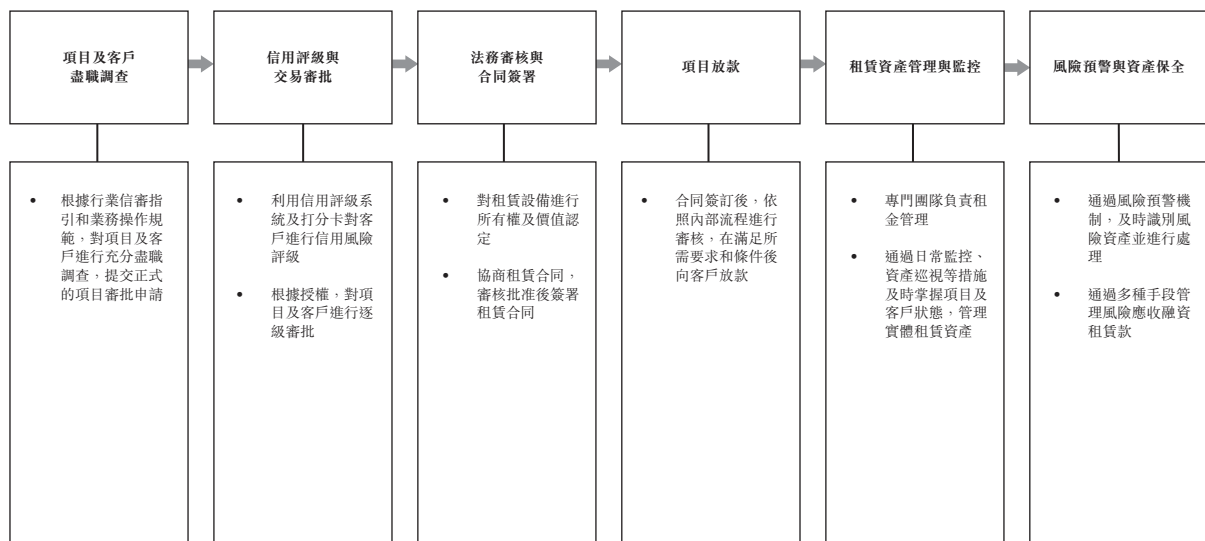 項目及客戶
盡職調查
信用評級與
交易審批
法務審核與
合同簽署
項目放款
租賃資產管理與監控
風險預警與資產保全
• 根據行業信審指
引和業務操作規
範，對項目及客
戶進行充分盡職
調查，提交正式
的項目審批申請
• 利用信用評級系
統及打分卡對客
戶進行信用風險
評級
• 根據授權，對項
目及客戶進行逐
級審批
• 對租賃設備進行
所有權及價值認
定
• 協商租賃合同，
審核批准後簽署
租賃合同
• 合同簽訂後，依
照內部流程進行
審核，在滿足所
需要求和條件後
向客戶放款
• 專門團隊負責租
金管理
• 通過日常監控、
資產巡視等措施
及時掌握項目及
客戶狀態，管理
實體租賃資產
• 通過風險預警機
制，及時識別風
險資產並進行處
理
• 通過多種手段管
理風險應收融資
租賃款